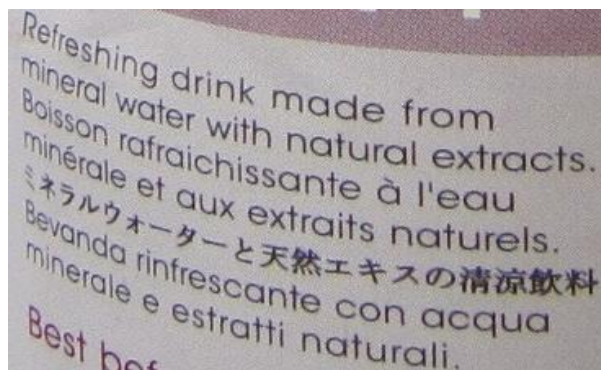 Refreshing drink made from
mineral water with natural extracts.
Boisson rafraichissante à l'eau
minérale et aux extraits naturels.
ミネラルウォーターと天然エキスの清涼飲料
Bevanda rinfrescante con acqua
minerale e estratti naturali.
Best